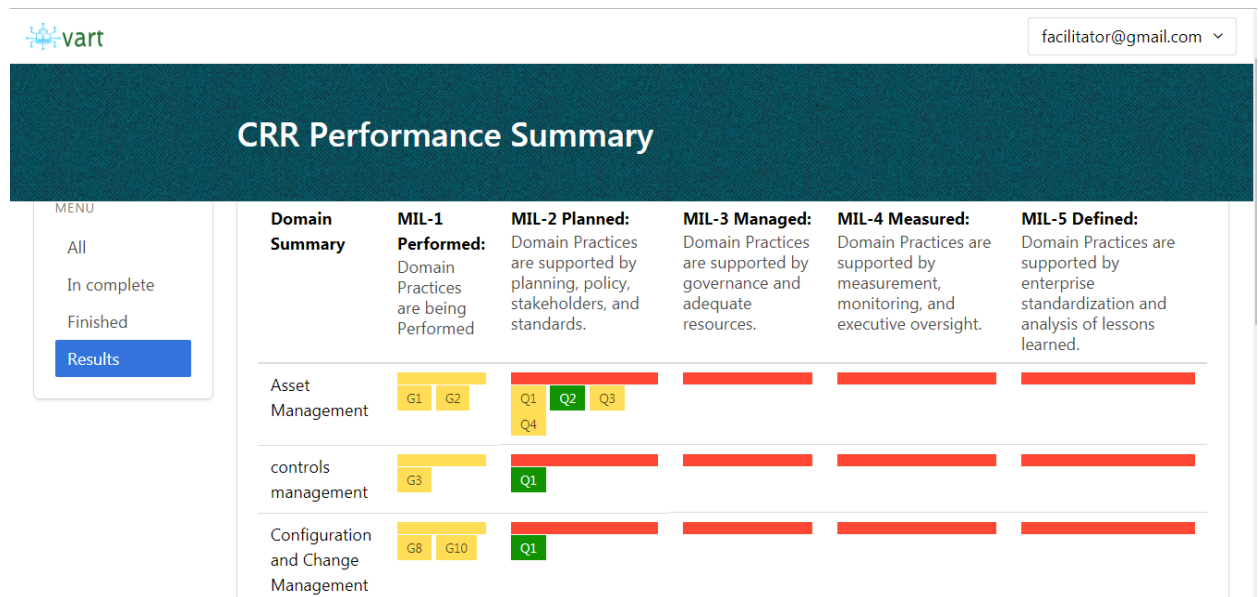 vart
facilitator@gmail.com
CRR Performance Summary
MENU
All
In complete
Finished
Results
Domain
Summary
MIL-1
Performed:
Domain
Practices
are being
Performed
MIL-2 Planned:
Domain Practices
are supported by
planning, policy,
stakeholders, and
standards.
MIL-3 Managed:
Domain Practices
are supported by
governance and
adequate
resources.
MIL-4 Measured:
Domain Practices are
supported by
measurement,
monitoring, and
executive oversight.
MIL-5 Defined:
Domain Practices are
supported by
enterprise
standardization and
analysis of lessons
learned.
Asset
Management
G1 G2
Q1 Q2 Q3
Q4
controls
management
G3
Q1
Configuration
and Change
Management
G8 G10
Q1